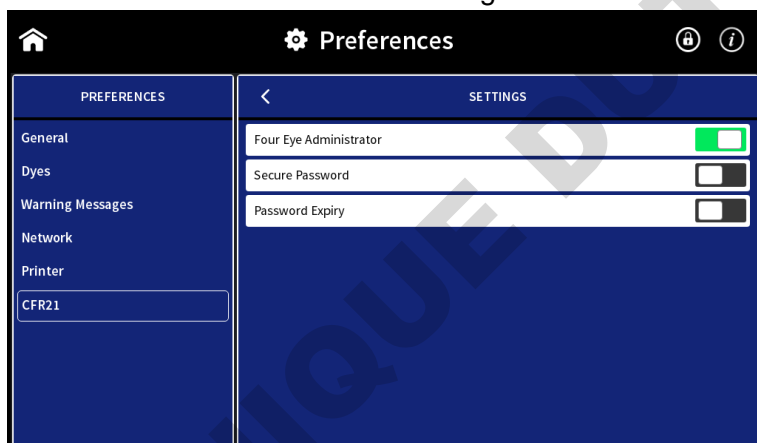 Preferences
PREFERENCES
SETTINGS
General
Four Eye Administrator
Dyes
Secure Password
Warning Messages
Password Expiry
Network
Printer
CFR21